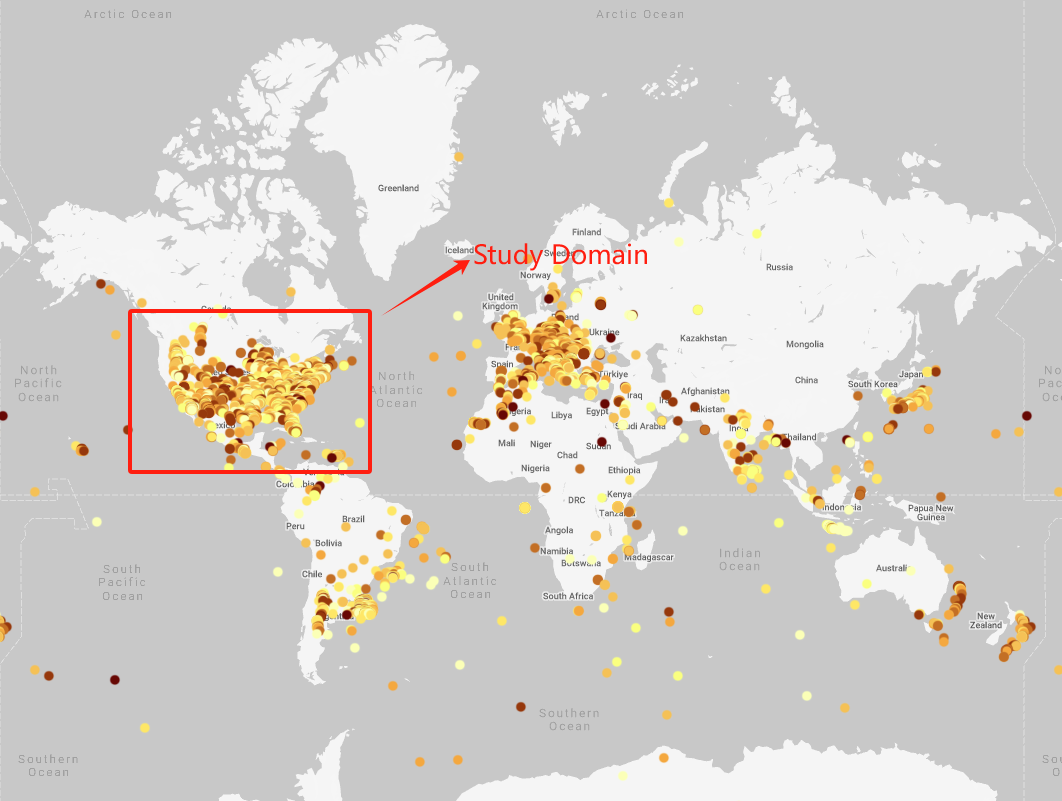 Arctic Ocean
Arctic Ocean
Greenland
Finland
Iceland
Study Domain
Norway
Russia
United
Kingdom
Ukraine
Kazakhstan
Mongolia
Spain
Türkiye
North
Pacific
Ocean
North
Atlantic
Ocean
China
Japan
South Korea
Afghanistan
Iraq
Pakistan
Libya
Egypt
Saudi Arabia
Mali
Niger
Chad
Sudan
India
Thailand
Nigeria
Ethiopia
Colombia
Kenya
DRC
Tanzania
Indonesia
Papua New
Guinea
Peru
Brazil
Angola
Bolivia
Namibia
Botswana
Madagascar
Indian
Ocean
South
Pacific
Ocean
South
Atlantic
Ocean
Chile
Australia
South Africa
New
Zealand
Southern
Ocean
Southern
Ocean